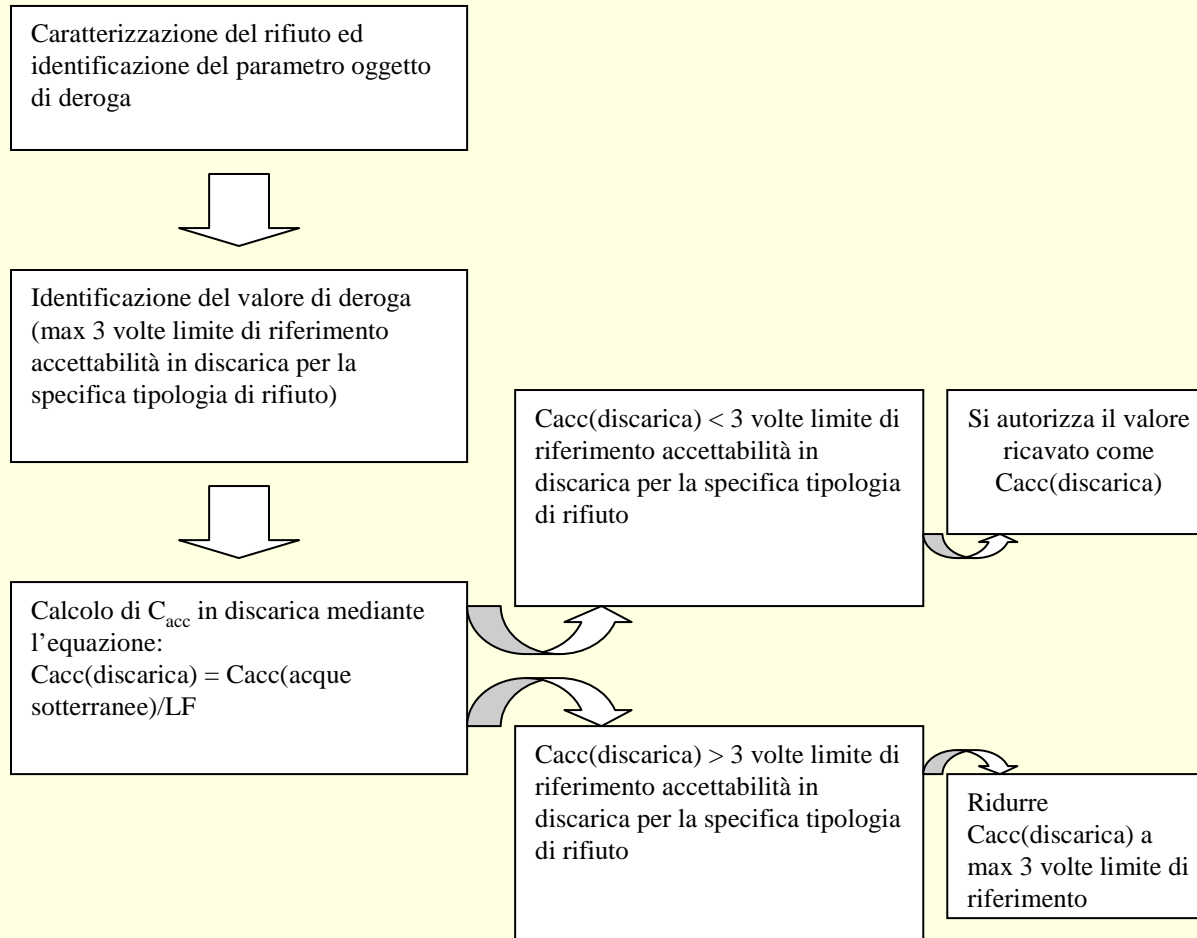 Caratterizzazione del rifiuto ed
identificazione del parametro oggetto
di deroga
Identificazione del valore di deroga
(max 3 volte limite di riferimento
accettabilità in discarica per la
specifica tipologia di rifiuto)
Calcolo di Cacc in discarica mediante
l'equazione:
Cacc(discarica) = Cacc(acque
sotterranee)/LF
Cacc(discarica) < 3 volte limite di
riferimento accettabilità in
discarica per la specifica tipologia
di rifiuto
Si autorizza il valore
ricavato come
Cacc(discarica)
Cacc(discarica) > 3 volte limite di
riferimento accettabilità in
discarica per la specifica tipologia
di rifiuto
Ridurre
Cacc(discarica) a
max 3 volte limite di
riferimento